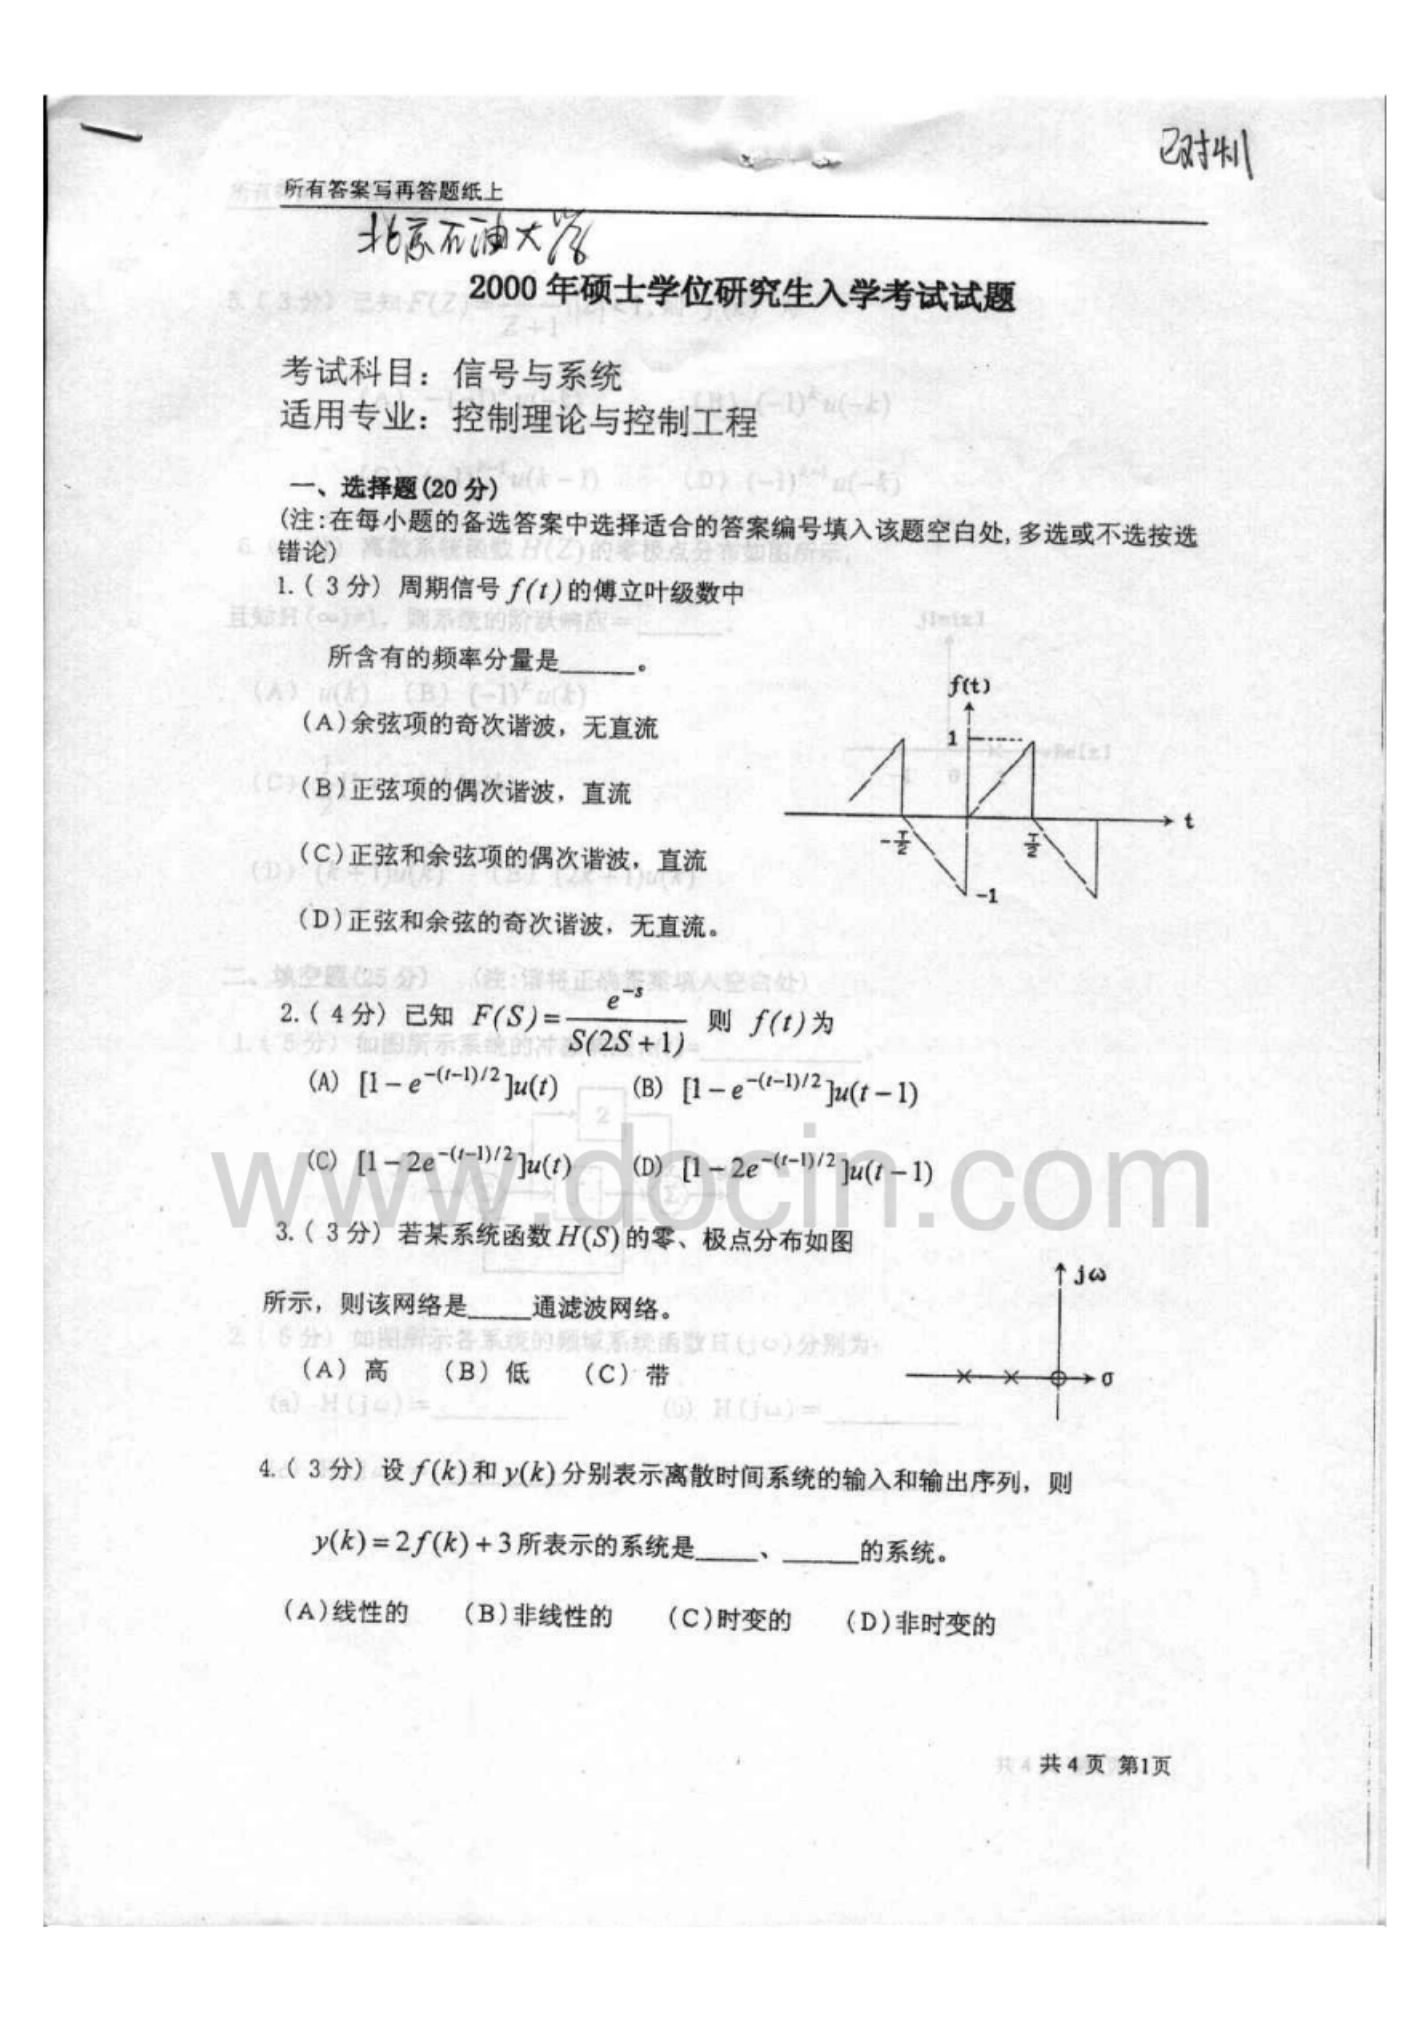 已对制
所有答案写再答题纸上
北京石油大学
2000年硕士学位研究生入学考试试题
考试科目：信号与系统
适用专业：控制理论与控制工程
一、选择题(20分)
(注:在每小题的备选答案中选择适合的答案编号填入该题空白处,多选或不选按选
错论)
1.( 3分) 周期信号 f(t)的傅立叶级数中
所含有的频率分量是______。
(A)余弦项的奇次谐波，无直流
(B)正弦项的偶次谐波，直流
(C)正弦和余弦项的偶次谐波，直流
(D)正弦和余弦的奇次谐波，无直流。
f(t)
1
t
-T/2
T/2
-1
2.( 4分) 已知 F(S)= e^{-s} / S(2S+1) 则 f(t)为
(A) [1-e^{-(t-1)/2}]u(t) (B) [1-e^{-(t-1)/2}]u(t-1)
(C) [1-2e^{-(t-1)/2}]u(t) (D) [1-2e^{-(t-1)/2}]u(t-1)
www.docin.com
3.( 3分) 若某系统函数H(S)的零、极点分布如图
所示，则该网络是_____通滤波网络。
(A) 高 (B) 低 (C) 带
jω
σ
4.( 3分) 设 f(k)和 y(k)分别表示离散时间系统的输入和输出序列，则
y(k)=2f(k)+3所表示的系统是_____、______的系统。
(A)线性的 (B)非线性的 (C)时变的 (D)非时变的
共 4 页 第1页